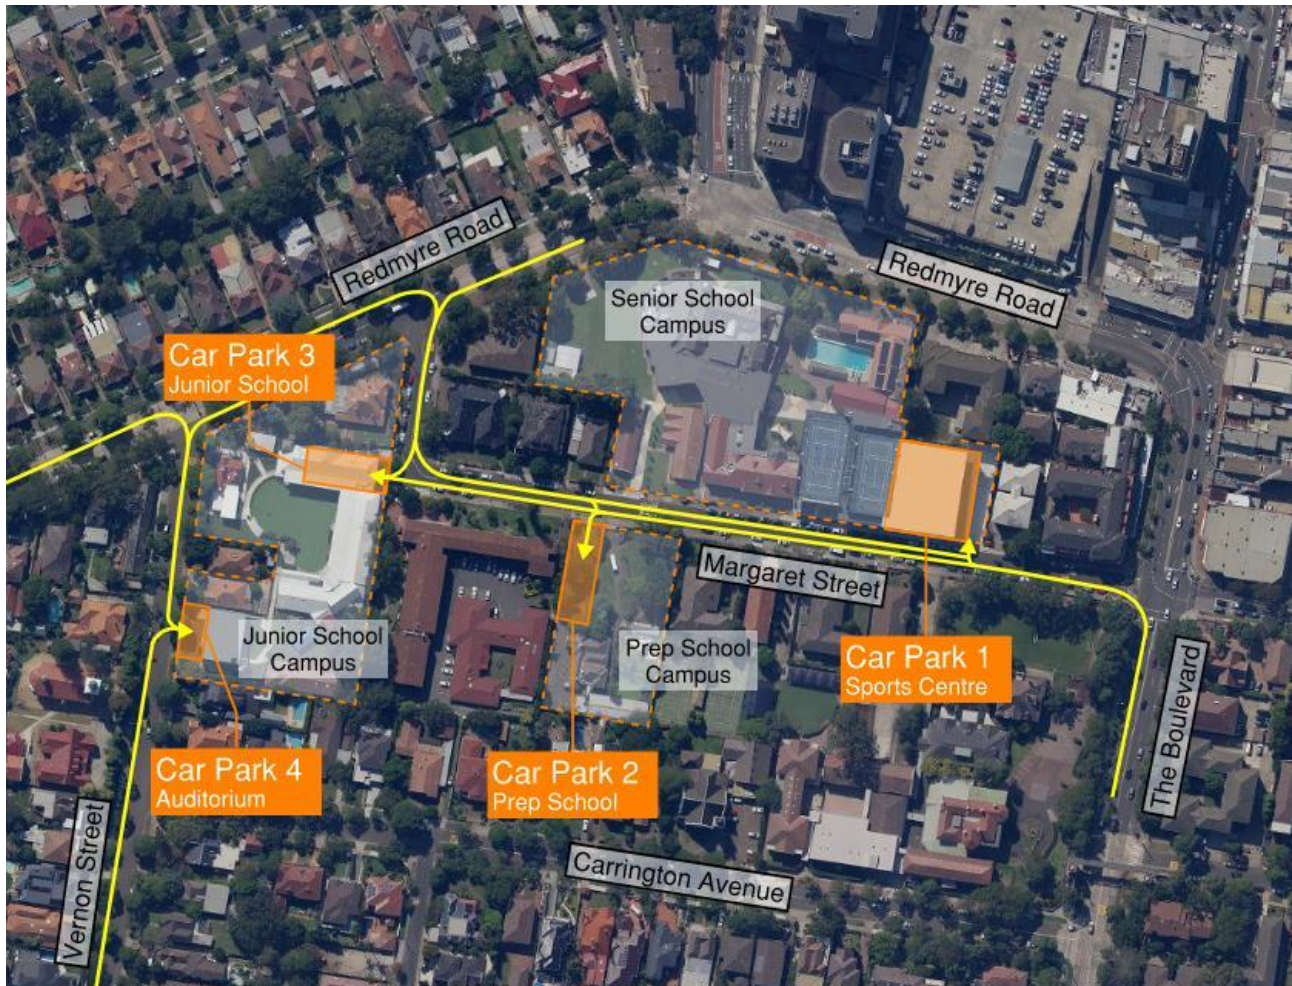 Redmyre Road
Redmyre Road
Senior School
Campus
Car Park 3
Junior School
Margaret Street
Junior School
Campus
Prep School
Campus
Car Park 1
Sports Centre
The Boulevard
Car Park 4
Auditorium
Car Park 2
Prep School
Vernon Street
Carrington Avenue